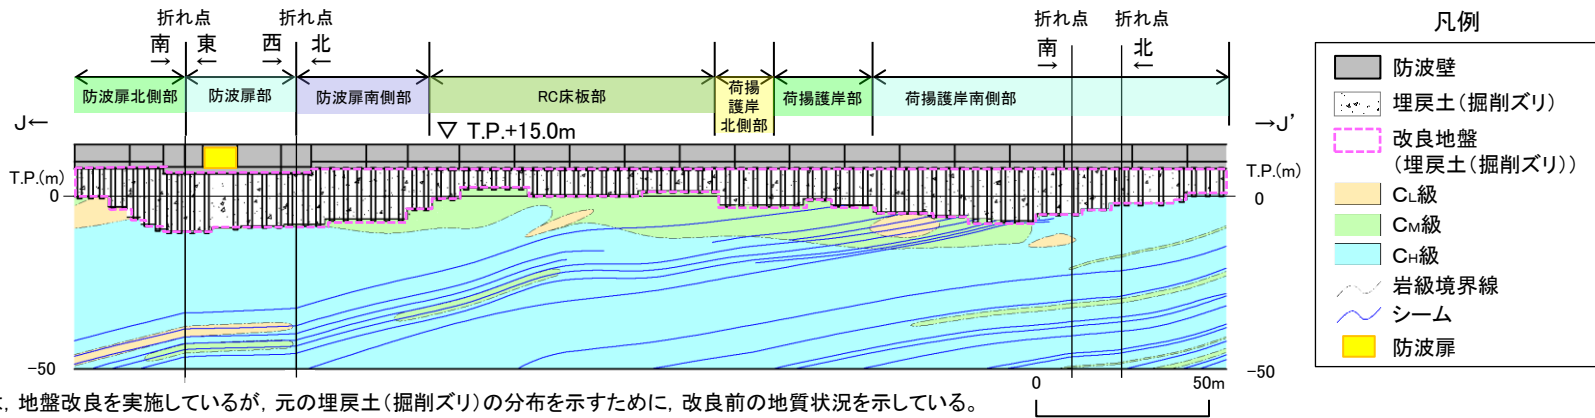 折れ点 折れ点 折れ点 折れ点
南 東 西 北 南 北
→ ← → ← → ←
防波扉北側部 防波扉部 防波扉南側部 RC床板部 荷揚護岸北側部 荷揚護岸部 荷揚護岸南側部
J← →J’
▽ T.P.+15.0m
T.P.(m) T.P.(m)
0 0
-50 -50
0 50m
凡例
防波壁
埋戻土(掘削ズリ)
改良地盤
(埋戻土(掘削ズリ))
CL級
CM級
CH級
岩級境界線
シーム
防波扉
, 地盤改良を実施しているが, 元の埋戻土(掘削ズリ)の分布を示すために, 改良前の地質状況を示している。